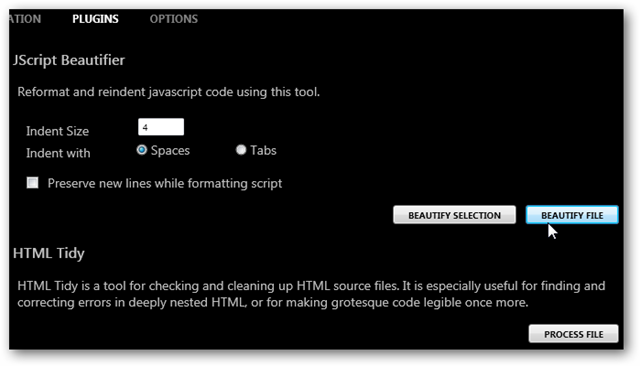 ATION PLUGINS OPTIONS
JScript Beautifier
Reformat and reindent javascript code using this tool.
Indent Size 4
Indent with Spaces Tabs
Preserve new lines while formatting script
BEAUTIFY SELECTION BEAUTIFY FILE
HTML Tidy
HTML Tidy is a tool for checking and cleaning up HTML source files. It is especially useful for finding and
correcting errors in deeply nested HTML, or for making grotesque code legible once more.
PROCESS FILE